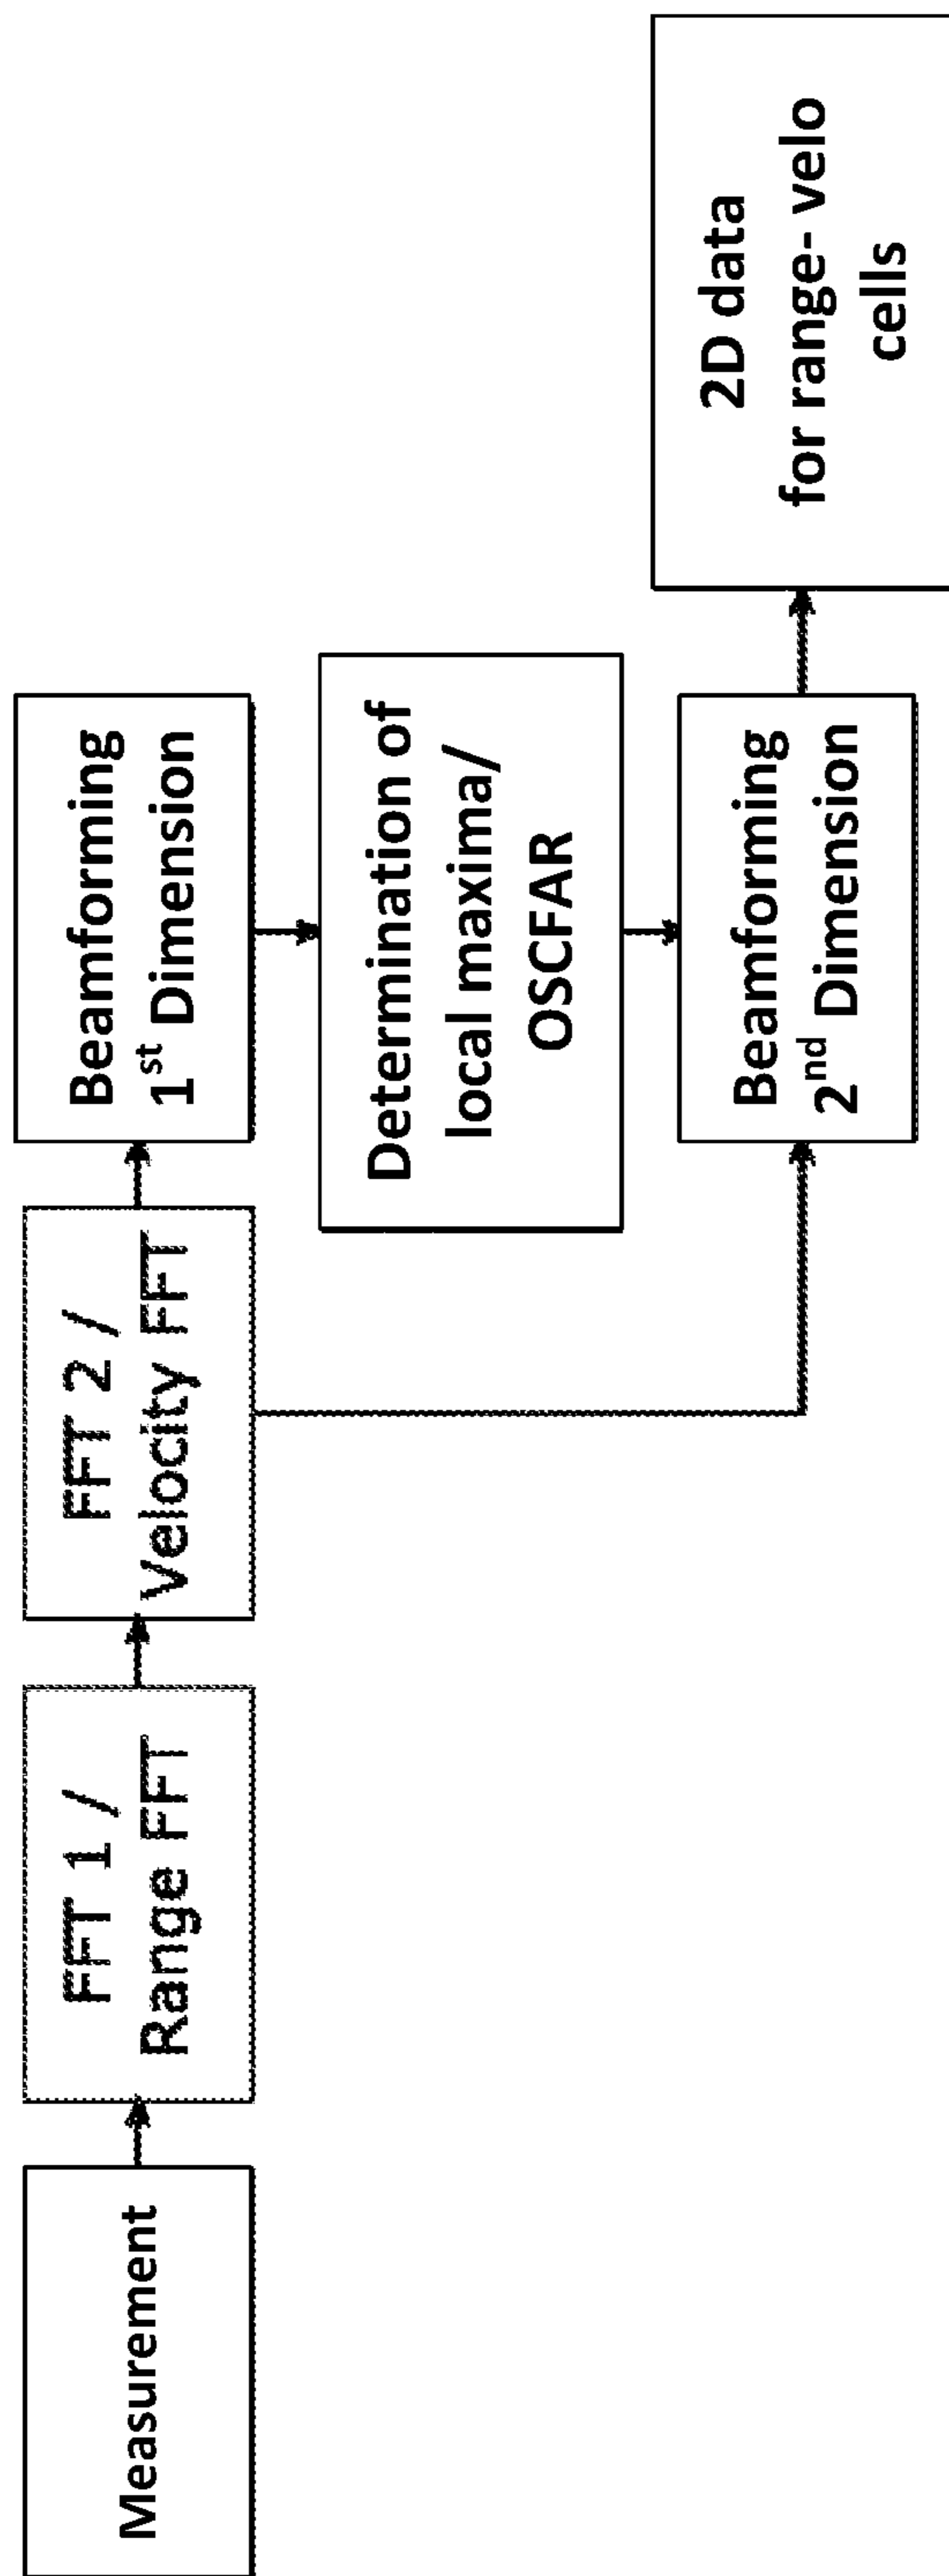 Measurement
FFT 1 /
Range FFT
FFT 2 /
Velocity FFT
Beamforming
1st Dimension
Determination of
local maxima/
OSCFAR
Beamforming
2nd Dimension
2D data
for range- velo
cells